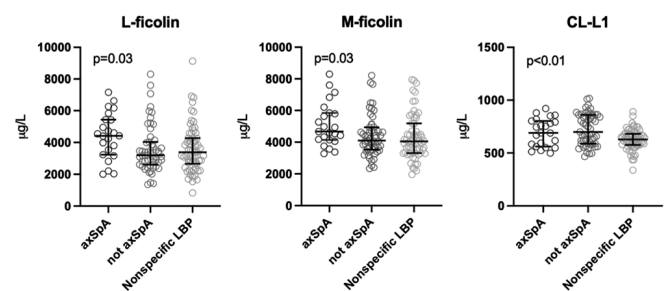 L-ficolin
10000
8000
6000
4000
2000
0
µg/L
p=0.03
axSpA
not axSpA
Nonspecific LBP
M-ficolin
10000
8000
6000
4000
2000
0
µg/L
p=0.03
axSpA
not axSpA
Nonspecific LBP
CL-L1
1500
1000
500
0
µg/L
p<0.01
axSpA
not axSpA
Nonspecific LBP